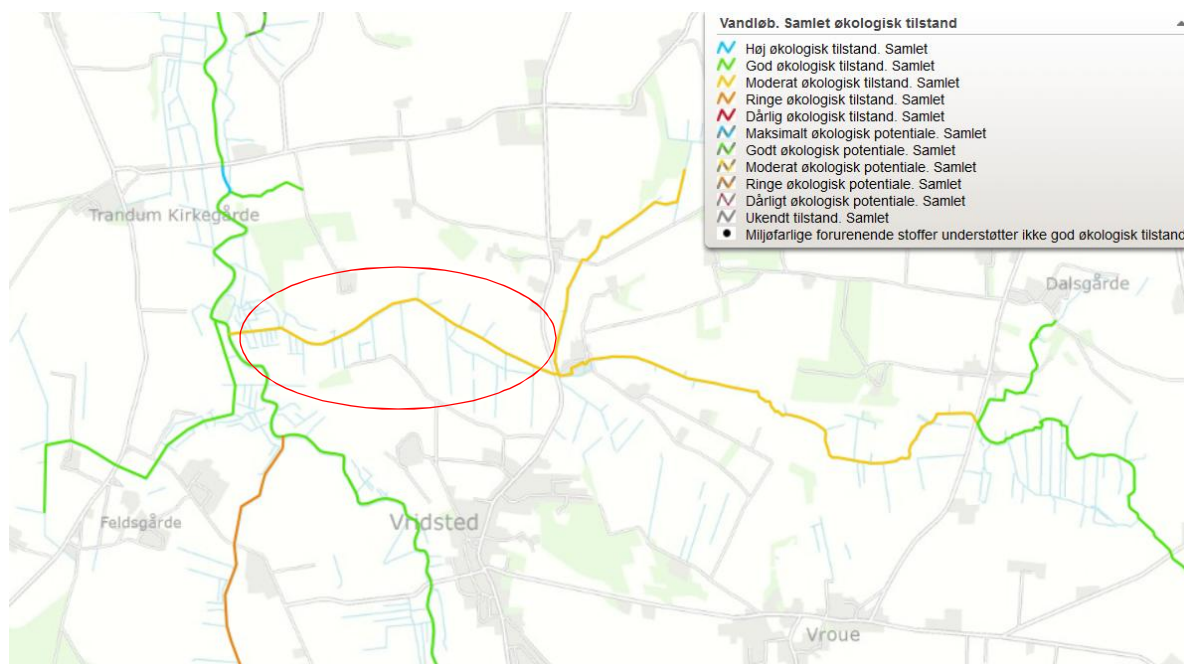 Vandløb. Samlet økologisk tilstand
Høj økologisk tilstand. Samlet
God økologisk tilstand. Samlet
Moderat økologisk tilstand. Samlet
Ringe økologisk tilstand. Samlet
Dårlig økologisk tilstand. Samlet
Maksimalt økologisk potentiale. Samlet
Godt økologisk potentiale. Samlet
Moderat økologisk potentiale. Samlet
Ringe økologisk potentiale. Samlet
Dårligt økologisk potentiale. Samlet
Ukendt tilstand. Samlet
Miljøfarlige forurenende stoffer understøtter ikke god økologisk tilstand
Trandum Kirkegårde
Dalsgårde
Feldsgårde
Vridsted
Vroue